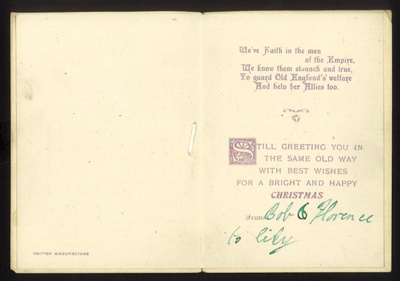 BRITISH MANUFACTURE
We've Faith in the men
of the Empire,
We know them staunch and true,
To guard Old England's welfare
And help her Allies too.
STILL GREETING YOU IN
THE SAME OLD WAY
WITH BEST WISHES
FOR A BRIGHT AND HAPPY
CHRISTMAS
From Bob & Florence
to Lily